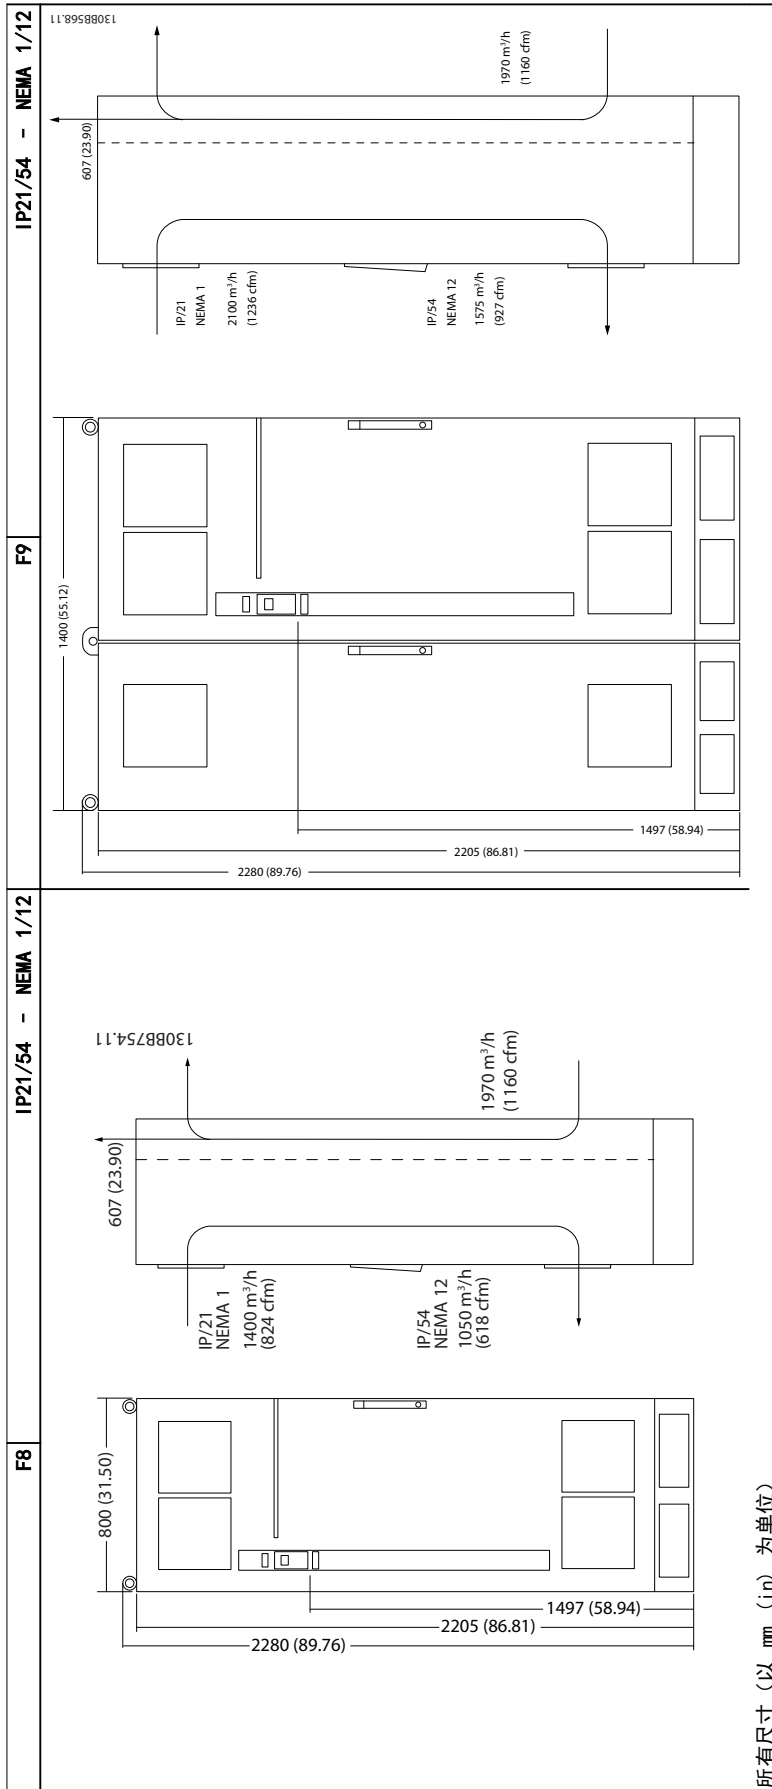 F8
IP21/54 - NEMA 1/12
F9
IP21/54 - NEMA 1/12
800 (31.50)
2280 (89.76)
2205 (86.81)
1497 (58.94)
IP/21
NEMA 1
1400 m³/h
(824 cfm)
IP/54
NEMA 12
1050 m³/h
(618 cfm)
607 (23.90)
1970 m³/h
(1160 cfm)
130BB754.11
1400 (55.12)
2280 (89.76)
2205 (86.81)
1497 (58.94)
IP/21
NEMA 1
2100 m³/h
(1236 cfm)
IP/54
NEMA 12
1575 m³/h
(927 cfm)
607 (23.90)
1970 m³/h
(1160 cfm)
130BB568.11
所有尺寸（以 mm (in) 为单位）